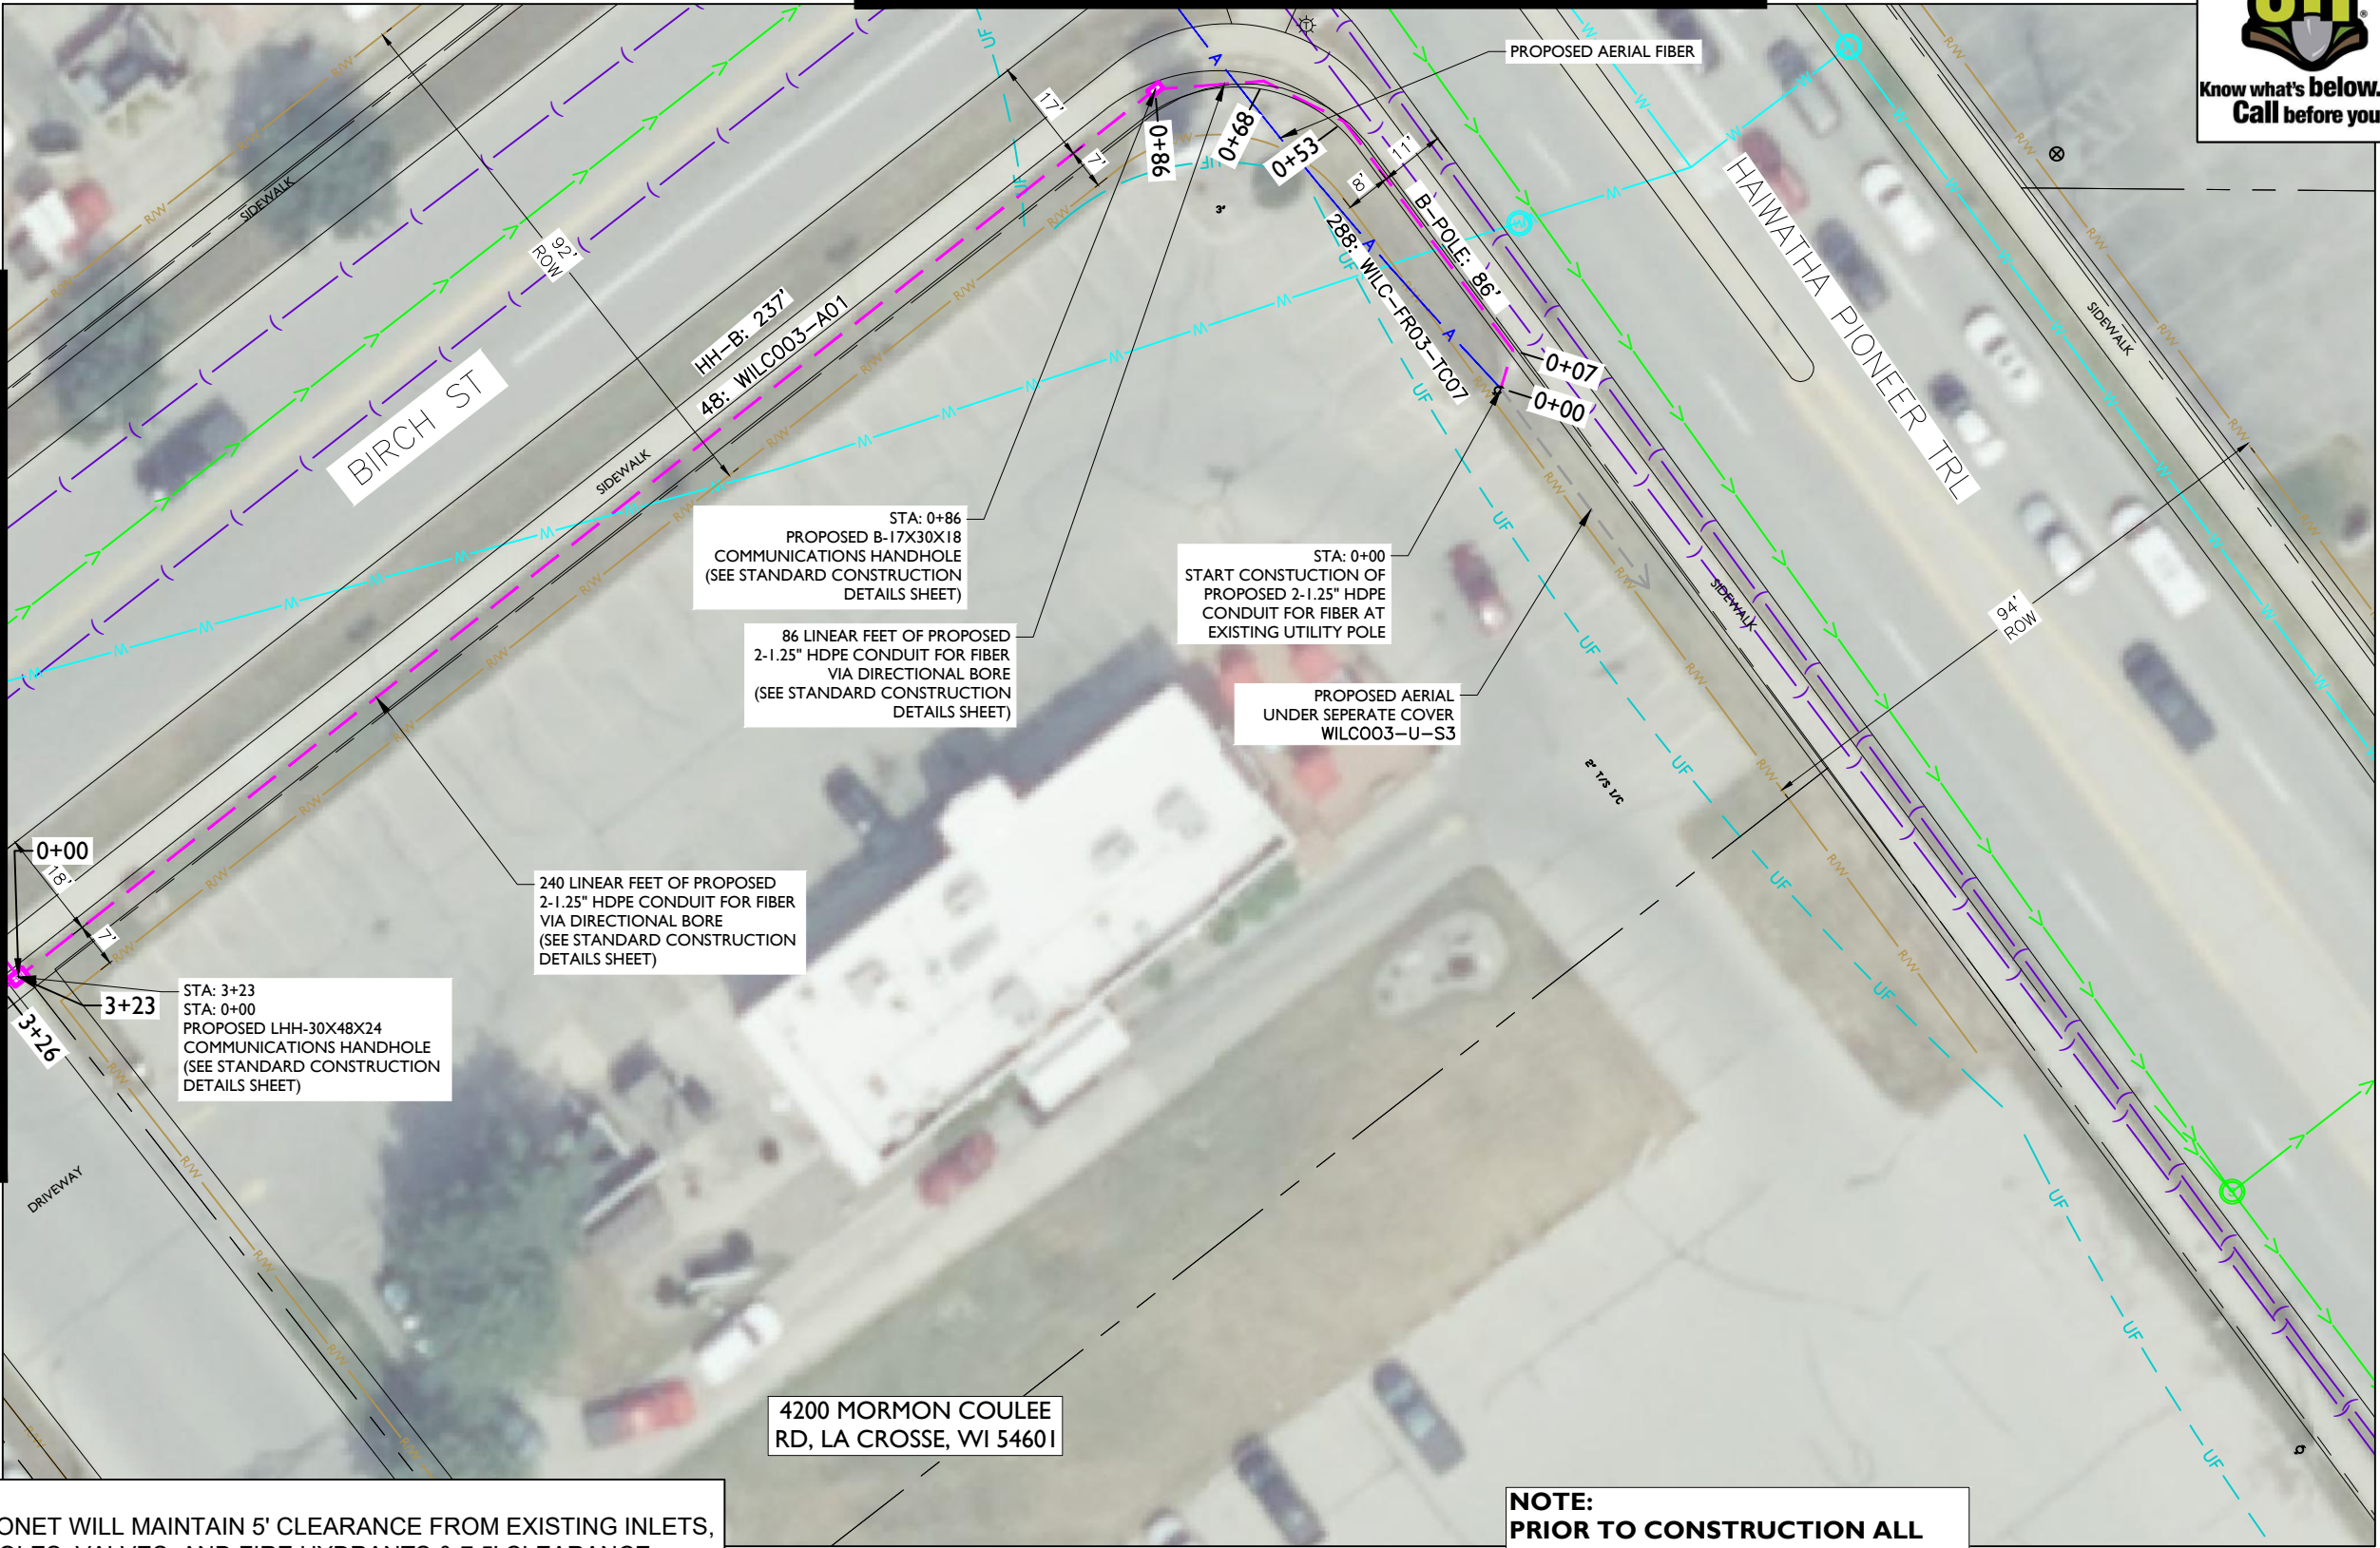 Know what's below.
Call before you
PROPOSED AERIAL FIBER
17'
7'
0+86
0+68
0+53
11'
8'
3'
B-POLE: 86'
288: WILC-FR03-TC07
0+07
0+00
HAIWATHA PIONEER TRL
SIDEWALK
SIDEWALK
SIDEWALK
SIDEWALK
92'
ROW
94'
ROW
BIRCH ST
HH-B: 237'
48: WILC003-A01
STA: 0+86
PROPOSED B-17X30X18
COMMUNICATIONS HANDHOLE
(SEE STANDARD CONSTRUCTION
DETAILS SHEET)
86 LINEAR FEET OF PROPOSED
2-1.25" HDPE CONDUIT FOR FIBER
VIA DIRECTIONAL BORE
(SEE STANDARD CONSTRUCTION
DETAILS SHEET)
STA: 0+00
START CONSTUCTION OF
PROPOSED 2-1.25" HDPE
CONDUIT FOR FIBER AT
EXISTING UTILITY POLE
PROPOSED AERIAL
UNDER SEPERATE COVER
WILC003-U-S3
2" T/S I/C
0+00
18'
7'
3+23
3+26
240 LINEAR FEET OF PROPOSED
2-1.25" HDPE CONDUIT FOR FIBER
VIA DIRECTIONAL BORE
(SEE STANDARD CONSTRUCTION
DETAILS SHEET)
STA: 3+23
STA: 0+00
PROPOSED LHH-30X48X24
COMMUNICATIONS HANDHOLE
(SEE STANDARD CONSTRUCTION
DETAILS SHEET)
DRIVEWAY
4200 MORMON COULEE
RD, LA CROSSE, WI 54601
ONET WILL MAINTAIN 5' CLEARANCE FROM EXISTING INLETS,
NOTE:
PRIOR TO CONSTRUCTION ALL